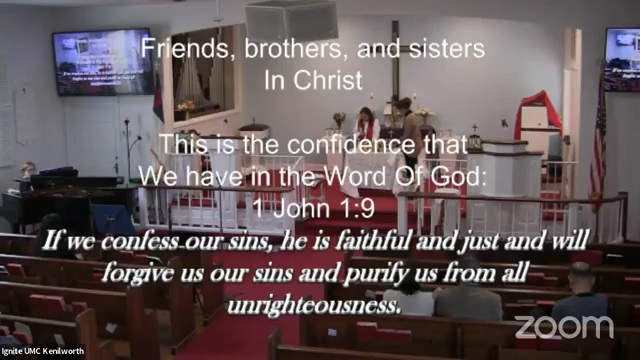 Friends, brothers, and sisters
In Christ
This is the confidence that
We have in the Word Of God:
1 John 1:9
If we confess our sins, he is faithful and just and will
forgive us our sins and purify us from all
unrighteousness.
zoom
Ignite UMC Kenilworth